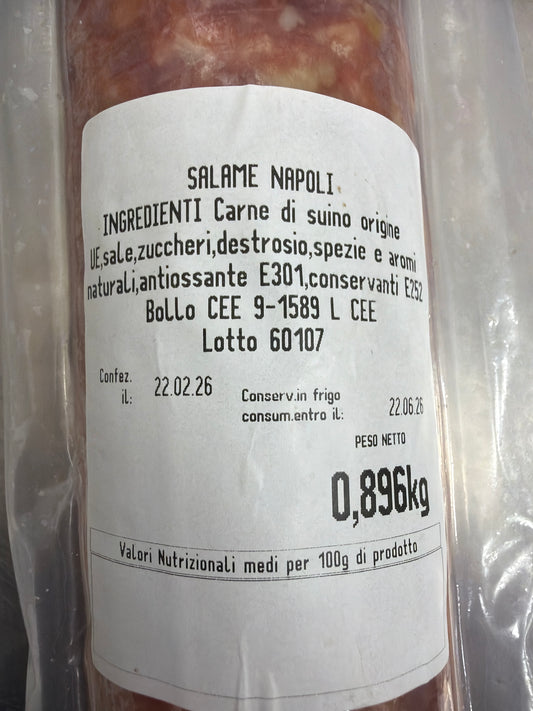 SALAME NAPOLI
INGREDIENTI Carne di suino origine
UE,sale,zuccheri,destrosio,spezie e aromi
naturali,antiossante E301,conservanti E252
Bollo CEE 9-1589 L CEE
Lotto 60107
Confez.
il: 22.02.26
Conserv.in frigo
consum.entro il: 22.06.26
PESO NETTO
0,896kg
Valori Nutrizionali medi per 100g di prodotto